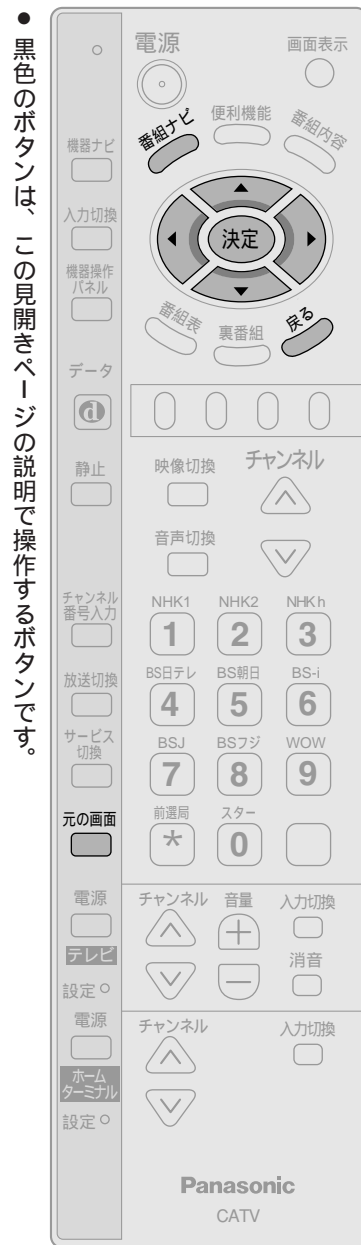 ● 黒色のボタンは、この見開きページの説明で操作するボタンです。
電源
画面表示
番組ナビ
便利機能
番組内容
機器ナビ
入力切換
決定
機器操作
パネル
番組表
裏番組
戻る
データ
d
静止
映像切換
チャンネル
音声切換
チャンネル
番号入力
NHK1
NHK2
NHKh
1
2
3
放送切換
BS日テレ
BS朝日
BS-i
4
5
6
サービス
切換
BSJ
BSフジ
WOW
7
8
9
元の画面
前選局
スター
*
0
電源
テレビ
設定
チャンネル
音量
入力切換
+
消音
−
電源
ホーム
ターミナル
設定
チャンネル
入力切換
Panasonic
CATV